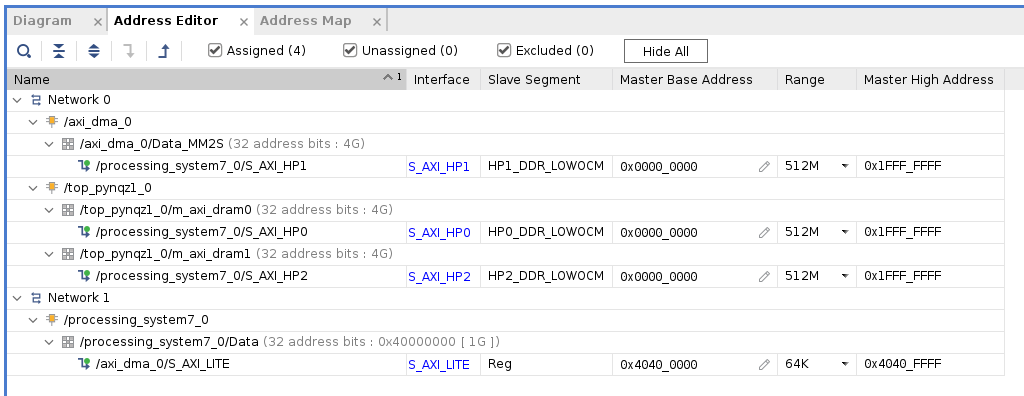 Diagram × Address Editor × Address Map ×
Assigned (4) Unassigned (0) Excluded (0) Hide All
Name 1 Interface Slave Segment Master Base Address Range Master High Address
Network 0
/axi_dma_0
/axi_dma_0/Data_MM2S (32 address bits : 4G)
/processing_system7_0/S_AXI_HP1 S_AXI_HP1 HP1_DDR_LOWOCM 0x0000_0000 512M 0x1FFF_FFFF
/top_pynqz1_0
/top_pynqz1_0/m_axi_dram0 (32 address bits : 4G)
/processing_system7_0/S_AXI_HP0 S_AXI_HP0 HP0_DDR_LOWOCM 0x0000_0000 512M 0x1FFF_FFFF
/top_pynqz1_0/m_axi_dram1 (32 address bits : 4G)
/processing_system7_0/S_AXI_HP2 S_AXI_HP2 HP2_DDR_LOWOCM 0x0000_0000 512M 0x1FFF_FFFF
Network 1
/processing_system7_0
/processing_system7_0/Data (32 address bits : 0x40000000 [ 1G ])
/axi_dma_0/S_AXI_LITE S_AXI_LITE Reg 0x4040_0000 64K 0x4040_FFFF